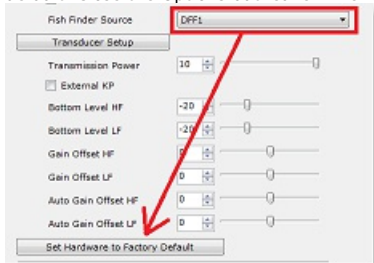 Fish Finder Source DFF1
Transducer Setup
Transmission Power 10
External KP
Bottom Level HF -20
Bottom Level LF -20
Gain Offset HF 0
Gain Offset LF 0
Auto Gain Offset HF 0
Auto Gain Offset LF 0
Set Hardware to Factory Default